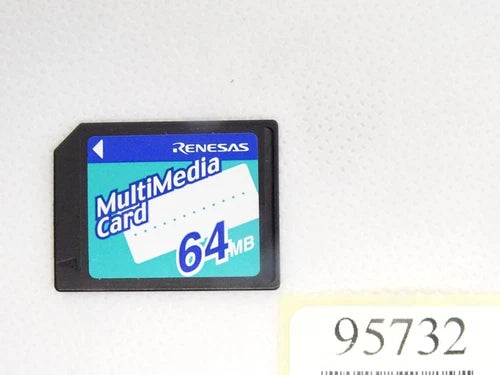 RENESAS
MultiMedia
Card
64MB
95732